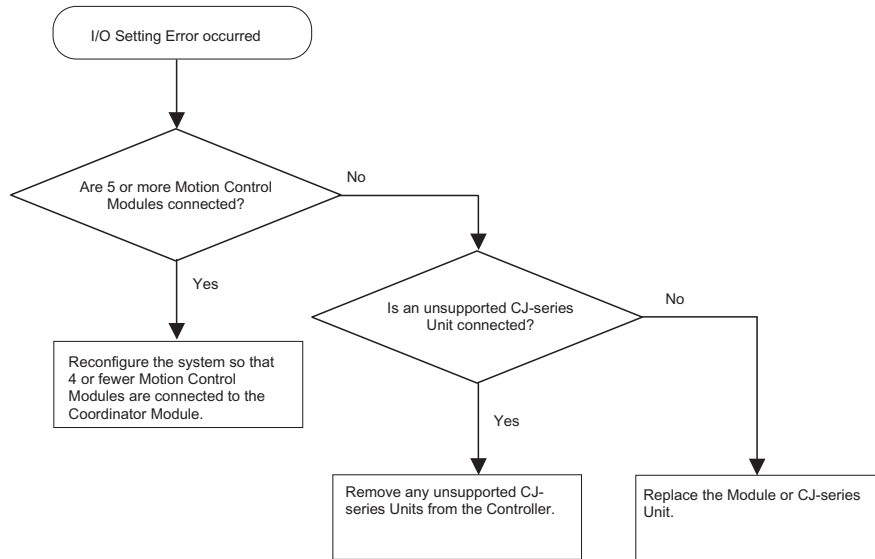 I/O Setting Error occurred
Are 5 or more Motion Control
Modules connected?
No
Yes
Is an unsupported CJ-series
Unit connected?
No
Reconfigure the system so that
4 or fewer Motion Control
Modules are connected to the
Coordinator Module.
Yes
Remove any unsupported CJ-
series Units from the Controller.
Replace the Module or CJ-series
Unit.